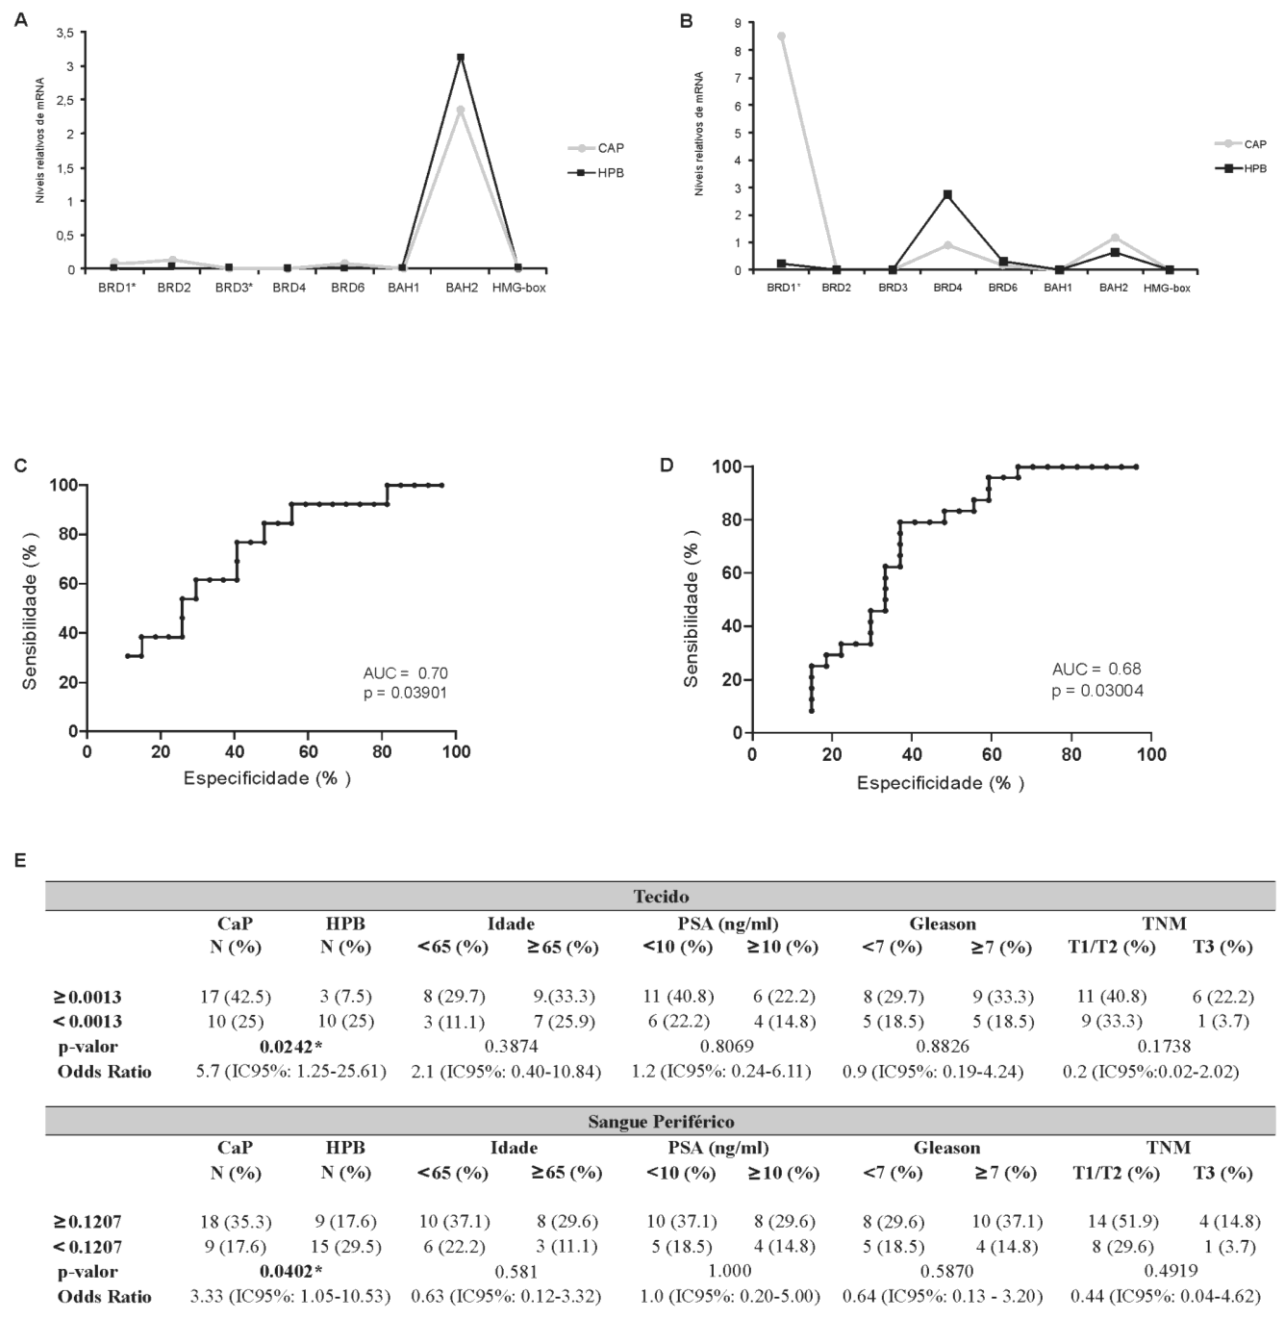 A
3,5
3
2,5
2
1,5
1
0,5
0
Níveis relativos de mRNA
BRD1* BRD2 BRD3* BRD4 BRD6 BAH1 BAH2 HMG-box
CAP
HPB
B
9
8
7
6
5
4
3
2
1
0
Níveis relativos de mRNA
BRD1* BRD2 BRD3 BRD4 BRD6 BAH1 BAH2 HMG-box
CAP
HPB
C
100
80
60
40
20
0
Sensibilidade (% )
AUC = 0.70
p = 0.03901
0 20 40 60 80 100
Especificidade (% )
D
100
80
60
40
20
0
Sensibilidade (% )
AUC = 0.68
p = 0.03004
0 20 40 60 80 100
Especificidade (% )
E
Tecido
CaP HPB Idade PSA (ng/ml) Gleason TNM
N (%) N (%) <65 (%) ≥65 (%) <10 (%) ≥10 (%) <7 (%) ≥7 (%) T1/T2 (%) T3 (%)
≥0.0013 17 (42.5) 3 (7.5) 8 (29.7) 9 (33.3) 11 (40.8) 6 (22.2) 8 (29.7) 9 (33.3) 11 (40.8) 6 (22.2)
<0.0013 10 (25) 10 (25) 3 (11.1) 7 (25.9) 6 (22.2) 4 (14.8) 5 (18.5) 5 (18.5) 9 (33.3) 1 (3.7)
p-valor 0.0242* 0.3874 0.8069 0.8826 0.1738
Odds Ratio 5.7 (IC95%: 1.25-25.61) 2.1 (IC95%: 0.40-10.84) 1.2 (IC95%: 0.24-6.11) 0.9 (IC95%: 0.19-4.24) 0.2 (IC95%:0.02-2.02)
Sangue Periférico
CaP HPB Idade PSA (ng/ml) Gleason TNM
N (%) N (%) <65 (%) ≥65 (%) <10 (%) ≥10 (%) <7 (%) ≥7 (%) T1/T2 (%) T3 (%)
≥0.1207 18 (35.3) 9 (17.6) 10 (37.1) 8 (29.6) 10 (37.1) 8 (29.6) 8 (29.6) 10 (37.1) 14 (51.9) 4 (14.8)
<0.1207 9 (17.6) 15 (29.5) 6 (22.2) 3 (11.1) 5 (18.5) 4 (14.8) 5 (18.5) 4 (14.8) 8 (29.6) 1 (3.7)
p-valor 0.0402* 0.581 1.000 0.5870 0.4919
Odds Ratio 3.33 (IC95%: 1.05-10.53) 0.63 (IC95%: 0.12-3.32) 1.0 (IC95%: 0.20-5.00) 0.64 (IC95%: 0.13 - 3.20) 0.44 (IC95%: 0.04-4.62)